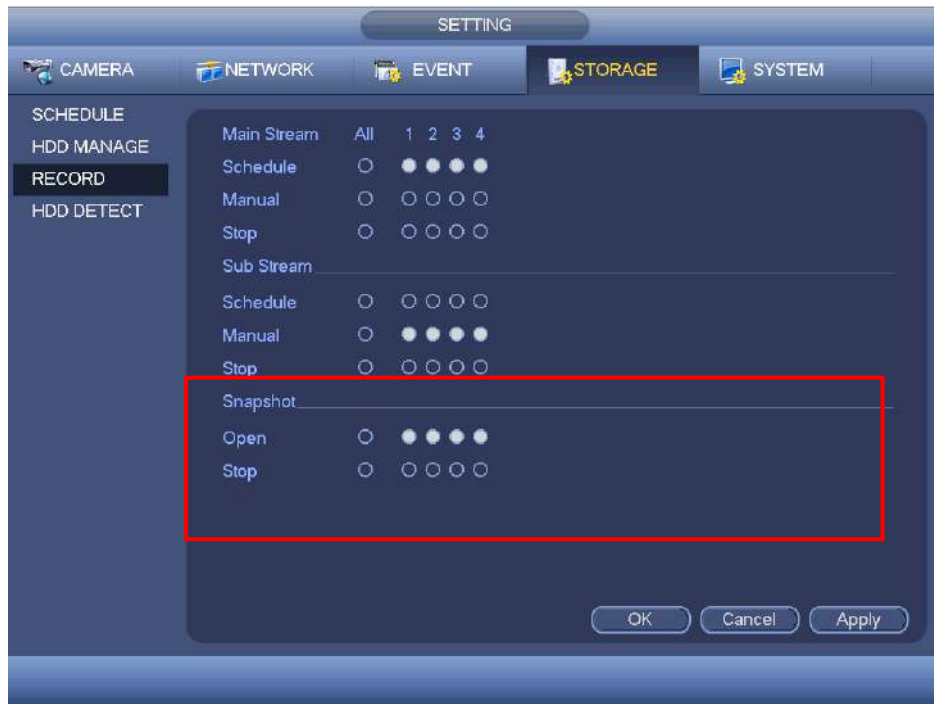 SETTING
CAMERA NETWORK EVENT STORAGE SYSTEM
SCHEDULE
HDD MANAGE
RECORD
HDD DETECT
Main Stream All 1 2 3 4
Schedule
Manual
Stop
Sub Stream
Schedule
Manual
Stop
Snapshot
Open
Stop
OK Cancel Apply